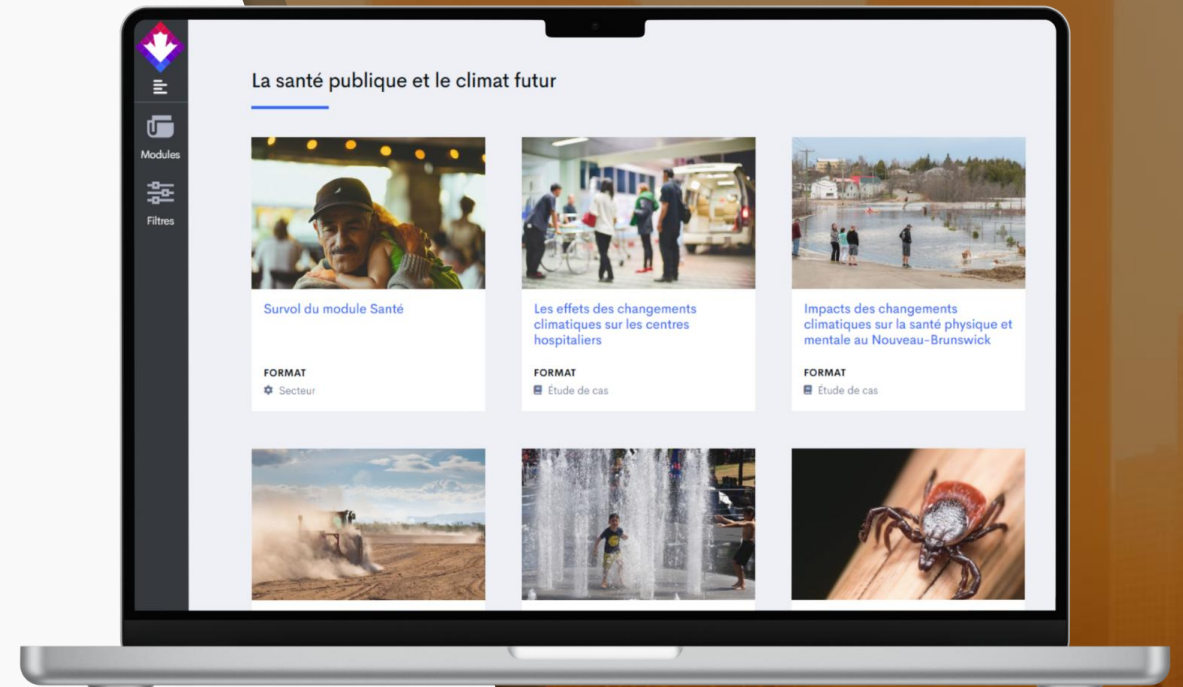 La santé publique et le climat futur
Modules
Filtres
Survol du module Santé
FORMAT
Secteur
Les effets des changements
climatiques sur les centres
hospitaliers
FORMAT
Étude de cas
Impacts des changements
climatiques sur la santé physique et
mentale au Nouveau-Brunswick
FORMAT
Étude de cas